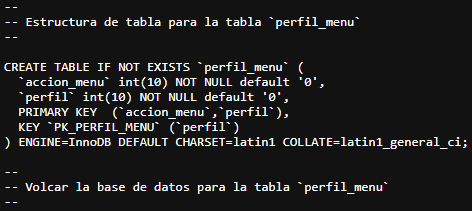 --
-- Estructura de tabla para la tabla `perfil_menu`
--
CREATE TABLE IF NOT EXISTS `perfil_menu` (
  `accion_menu` int(10) NOT NULL default '0',
  `perfil` int(10) NOT NULL default '0',
  PRIMARY KEY  (`accion_menu`,`perfil`),
  KEY `PK_PERFIL_MENU` (`perfil`)
) ENGINE=InnoDB DEFAULT CHARSET=latin1 COLLATE=latin1_general_ci;
--
-- Volcar la base de datos para la tabla `perfil_menu`
--